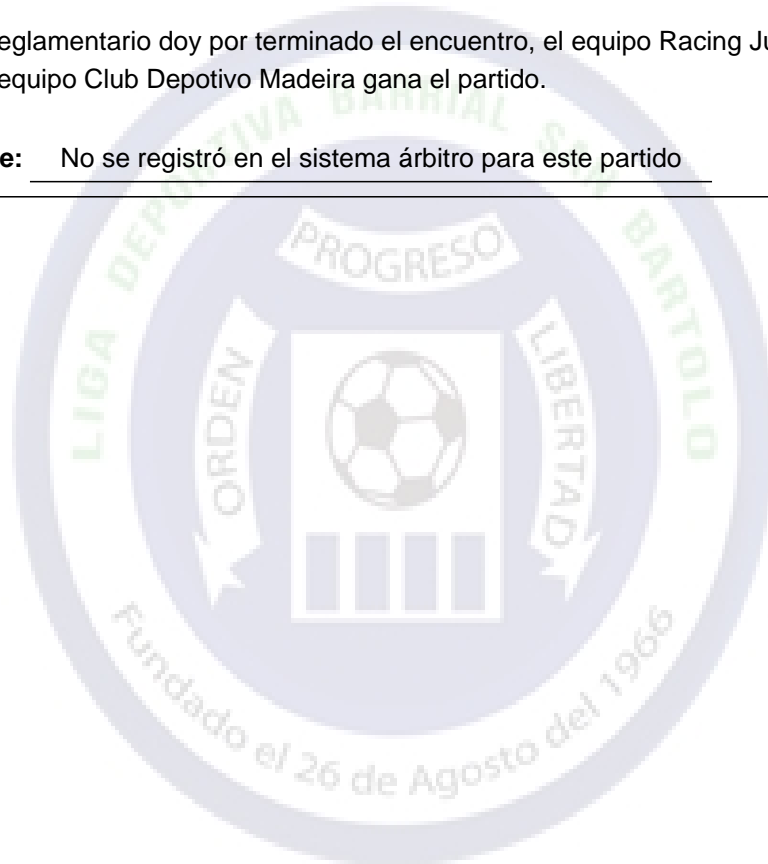 eglamentario doy por terminado el encuentro, el equipo Racing Ju
equipo Club Depotivo Madeira gana el partido.
e: No se registró en el sistema árbitro para este partido
LIGA DEPORTIVA BARRIAL SAN BARTOLO
PROGRESO
ORDEN
LIBERTAD
Fundado el 26 de Agosto del 1966